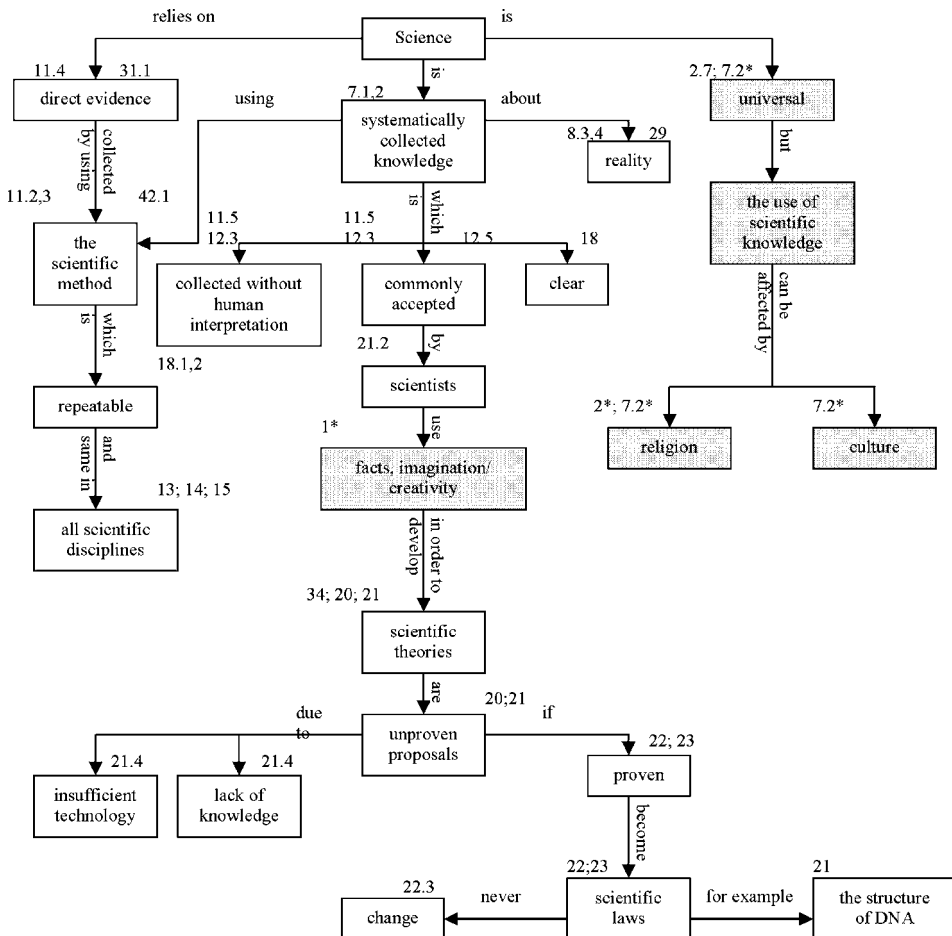 relies on
is
Science
11.4
31.1
is
2.7; 7.2*
direct evidence
using
7.1,2
about
universal
collected
by using
systematically
collected
knowledge
8.3,4
29
reality
but
11.2,3
42.1
which
is
the use of
scientific
knowledge
the
scientific
method
11.5
12.3
11.5
12.3
12.5
18
collected without
human
interpretation
commonly
accepted
clear
can be
affected by
which
is
by
21.2
18.1,2
scientists
repeatable
use
1*
2*; 7.2*
7.2*
religion
culture
and
same in
facts, imagination/
creativity
13; 14; 15
all scientific
disciplines
in order to
develop
34; 20; 21
scientific
theories
are
20;21
due
to
if
unproven
proposals
22; 23
21.4
21.4
proven
insufficient
technology
lack of
knowledge
become
22;23
21
22.3
never
scientific
laws
for example
the structure
of DNA
change